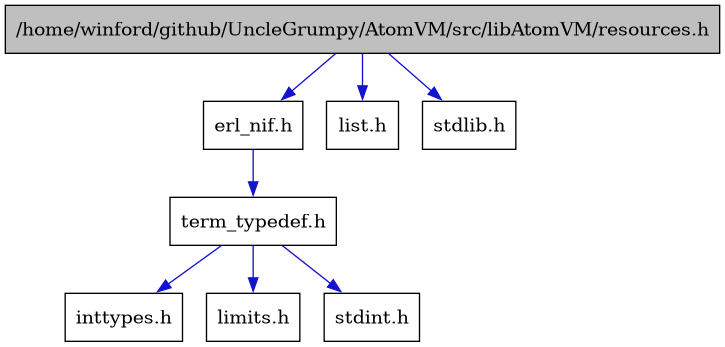 /home/winford/github/UncleGrumpy/AtomVM/src/libAtomVM/resources.h
erl_nif.h
list.h
stdlib.h
term_typedef.h
inttypes.h
limits.h
stdint.h